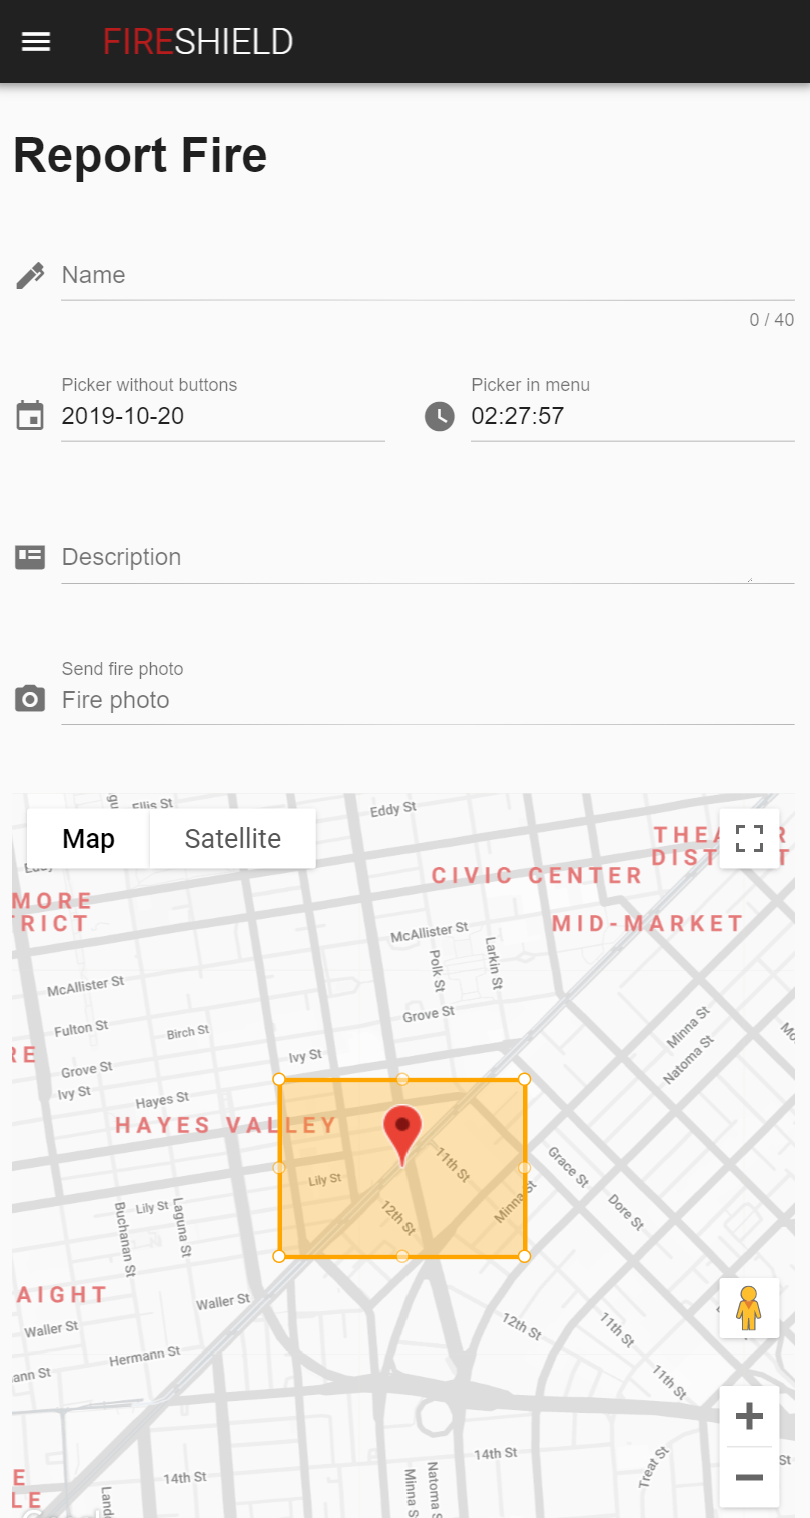 FIRESHIELD
Report Fire
Name
0 / 40
Picker without buttons
2019-10-20
Picker in menu
02:27:57
Description
Send fire photo
Fire photo
Map
Satellite
Ellis St
Eddy St
CIVIC CENTER
MID-MARKET
MORE
McAllister St
Polk St
Larkin St
McAllister St
Grove St
Fulton St
Birch St
Minna St
Natoma St
Ivy St
Grove St
Ivy St
Hayes St
HAYES VALLEY
11th St
Grace St
Lily St
Lily St
Laguna St
Buchanan St
12th St
Minna St
Dore St
AIGHT
Waller St
Waller St
12th St
11th St
Hermann St
11th St
14th St
14th St
Minna S
Natoma S
Treat St